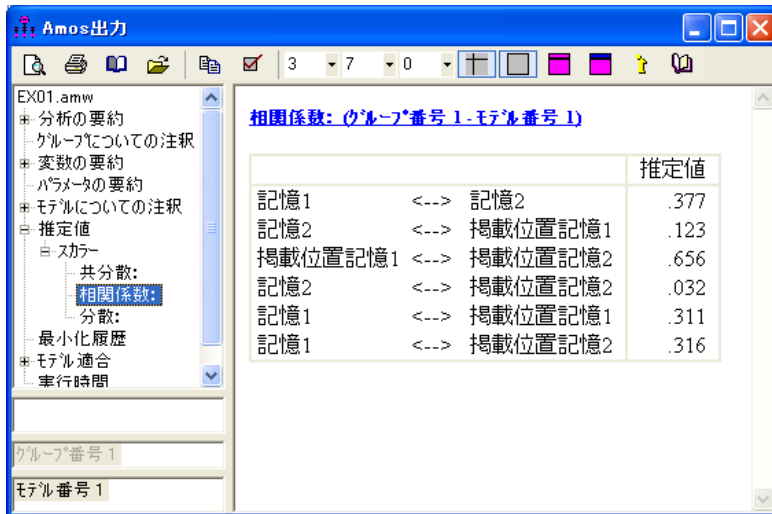 Amos出力
3 7 0
EX01.amw
分析の要約
グループについての注釈
変数の要約
パラメータの要約
モデルについての注釈
推定値
スカラー
共分散:
相関係数:
分散:
最小化履歴
モデル適合
実行時間
グループ番号 1
モデル番号 1
相関係数: (グループ番号 1 - モデル番号 1)
推定値
記憶1 <--> 記憶2 .377
記憶2 <--> 掲載位置記憶1 .123
掲載位置記憶1 <--> 掲載位置記憶2 .656
記憶2 <--> 掲載位置記憶2 .032
記憶1 <--> 掲載位置記憶1 .311
記憶1 <--> 掲載位置記憶2 .316